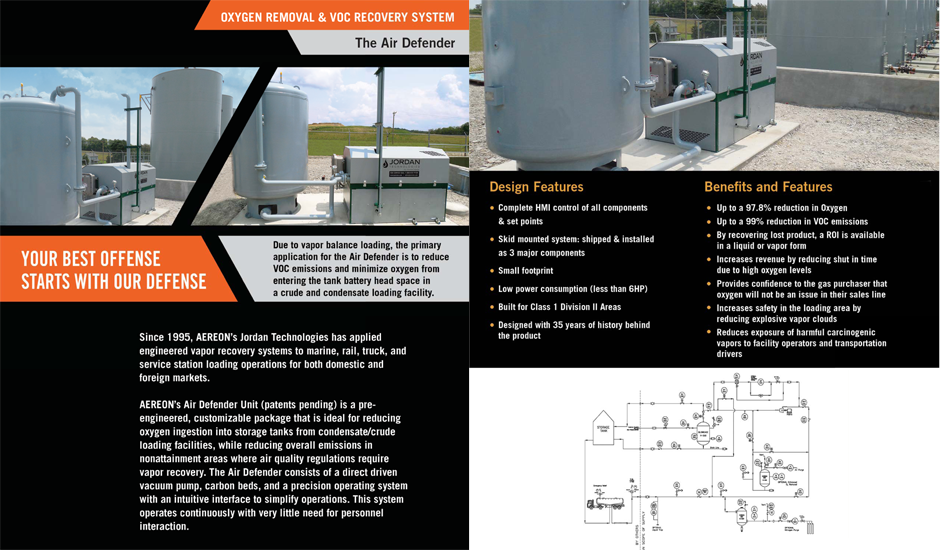 OXYGEN REMOVAL & VOC RECOVERY SYSTEM
The Air Defender
JORDAN
YOUR BEST OFFENSE
STARTS WITH OUR DEFENSE
Due to vapor balance loading, the primary
application for the Air Defender is to reduce
VOC emissions and minimize oxygen from
entering the tank battery head space in
a crude and condensate loading facility.
Since 1995, AEREON's Jordan Technologies has applied
engineered vapor recovery systems to marine, rail, truck, and
service station loading operations for both domestic and
foreign markets.
AEREON's Air Defender Unit (patents pending) is a pre-
engineered, customizable package that is ideal for reducing
oxygen ingestion into storage tanks from condensate/crude
loading facilities, while reducing overall emissions in
nonattainment areas where air quality regulations require
vapor recovery. The Air Defender consists of a direct driven
vacuum pump, carbon beds, and a precision operating system
with an intuitive interface to simplify operations. This system
operates continuously with very little need for personnel
interaction.
JORDAN
Design Features
• Complete HMI control of all components
& set points
• Skid mounted system: shipped & installed
as 3 major components
• Small footprint
• Low power consumption (less than 6HP)
• Built for Class 1 Division II Areas
• Designed with 35 years of history behind
the product
Benefits and Features
• Up to a 97.8% reduction in Oxygen
• Up to a 99% reduction in VOC emissions
• By recovering lost product, a ROI is available
in a liquid or vapor form
• Increases revenue by reducing shut in time
due to high oxygen levels
• Provides confidence to the gas purchaser that
oxygen will not be an issue in their sales line
• Increases safety in the loading area by
reducing explosive vapor clouds
• Reduces exposure of harmful carcinogenic
vapors to facility operators and transportation
drivers
STORAGE
BY OTHERS
SCOPE OF SUPPLY